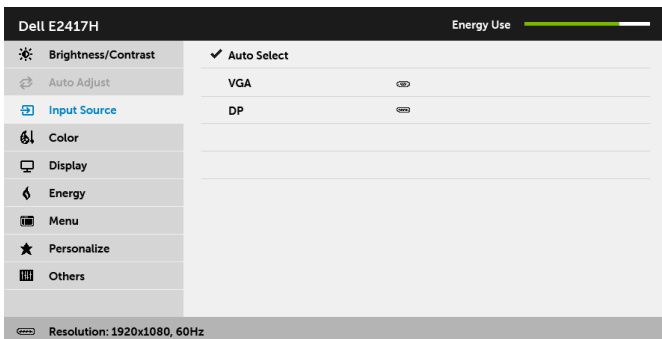 Dell E2417H
Energy Use
Brightness/Contrast
Auto Select
Auto Adjust
VGA
Input Source
DP
Color
Display
Energy
Menu
Personalize
Others
Resolution: 1920x1080, 60Hz